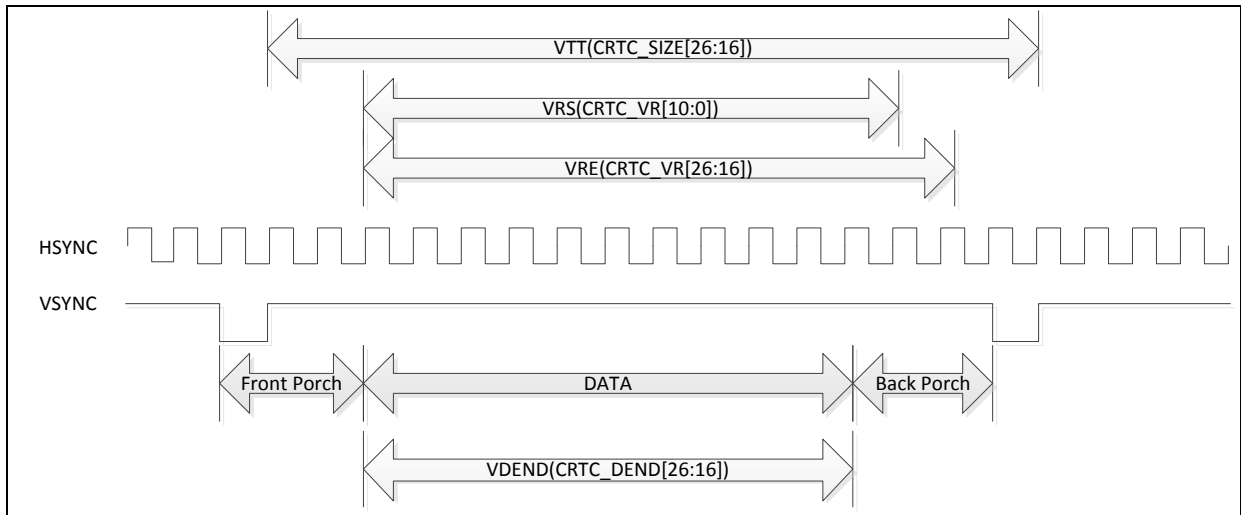 VTT(CRTC_SIZE[26:16])
VRS(CRTC_VR[10:0])
VRE(CRTC_VR[26:16])
HSYNC
VSYNC
Front Porch DATA Back Porch
VDEND(CRTC_DEND[26:16])